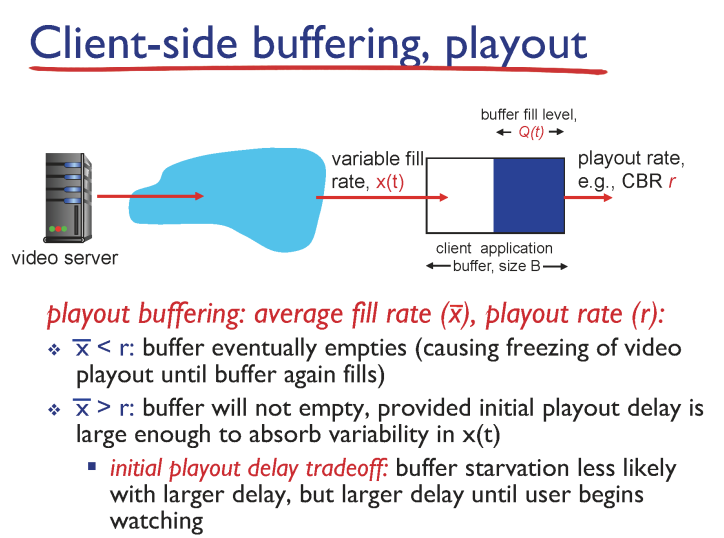 Client-side buffering, playout
buffer fill level,
Q(t)
variable fill
rate, x(t)
playout rate,
e.g., CBR r
video server
client application
buffer, size B
playout buffering: average fill rate (x̅), playout rate (r):
❖ x̅ < r: buffer eventually empties (causing freezing of video
playout until buffer again fills)
❖ x̅ > r: buffer will not empty, provided initial playout delay is
large enough to absorb variability in x(t)
▪ initial playout delay tradeoff: buffer starvation less likely
with larger delay, but larger delay until user begins
watching